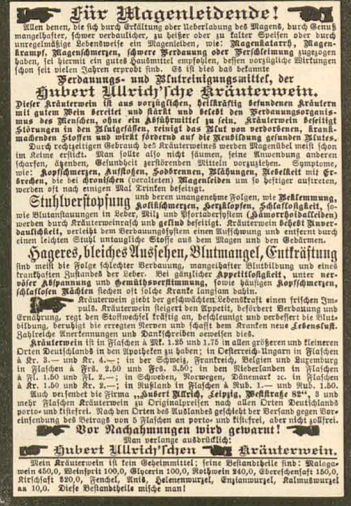 Für Magenleidende!
Allen denen, die sich durch Erkältung oder Ueberladung des Magens, durch Genuß
mangelhafter, schwer verdaulicher, zu heißer oder zu kalter Speisen oder durch
unregelmäßige Lebensweise ein Magenleiden, wie: Magenkatarrh, Magen-
krampf, Magenschmerzen, schwere Verdauung oder Verschleimung zugezogen
haben, sei hiermit ein gutes Hausmittel empfohlen, dessen vorzügliche Wirkungen
schon seit vielen Jahren erprobt sind. Es ist dies das bekannte
Verdauungs- und Blutreinigungsmittel, der
Hubert Ullrich'sche Kräuterwein.
Dieser Kräuterwein ist aus vorzüglichen, heilkräftig befundenen Kräutern
mit gutem Wein bereitet und stärkt und belebt den Verdauungsorganis-
mus des Menschen, ohne ein Abführmittel zu sein. Kräuterwein beseitigt
Störungen in den Blutgefäßen, reinigt das Blut von verdorbenen, krank-
machenden Stoffen und wirkt fördernd auf die Neubildung gesunden Blutes.
Durch rechtzeitigen Gebrauch des Kräuterweines werden Magenübel meist schon
im Keime erstickt. Man sollte also nicht säumen, seine Anwendung anderen
scharfen, ätzenden, Gesundheit zerstörenden Mitteln vorzuziehen. Symptome,
wie: Kopfschmerzen, Aufstoßen, Sodbrennen, Blähungen, Uebelkeit mit Er-
brechen, die bei chronischen (veralteten) Magenleiden um so heftiger auftreten,
werden oft nach einigen Mal Trinken beseitigt.
Stuhlverstopfung und deren unangenehme Folgen, wie Beklemmung,
Kolikschmerzen, Herzklopfen, Schlaflosigkeit, so-
wie Blutanstauungen in Leber, Milz und Pfortadersystem (Hämorrhoidalleiden)
werden durch Kräuterwein rasch und gelind beseitigt. Kräuterwein behebt Unver-
daulichkeit, verleiht dem Verdauungssystem einen Aufschwung und entfernt durch
einen leichten Stuhl untaugliche Stoffe aus dem Magen und den Gedärmen.
Hageres, bleiches Aussehen, Blutmangel, Entkräftung
sind meist die Folge schlechter Verdauung, mangelhafter Blutbildung und eines
krankhaften Zustandes der Leber. Bei gänzlicher Appetitlosigkeit, unter ner-
vöser Abspannung und Gemüthsverstimmung, sowie häufigen Kopfschmerzen,
schlaflosen Nächten siechen oft solche Kranke langsam dahin.
Kräuterwein giebt der geschwächten Lebenskraft einen frischen Im-
puls. Kräuterwein steigert den Appetit, befördert Verdauung und
Ernährung, regt den Stoffwechsel kräftig an, beschleunigt und verbessert die Blut-
bildung, beruhigt die erregten Nerven und schafft dem Kranken neue Lebenslust.
Zahlreiche Anerkennungen und Dankschreiben beweisen dies.
Kräuterwein ist in Flaschen à Mk. 1.25 und 1.75 in allen größeren und kleineren
Orten Deutschlands in den Apotheken zu haben; in Oesterreich-Ungarn in Flaschen
à Kr. 3.— und Kr. 4.—; in der Schweiz, Frankreich, Belgien und Luxemburg
in Flaschen à Frs. 2.50 und Frs. 3.50; in den Niederlanden in Flaschen
à Fl. 1.50 und Fl. 2.—; in Schweden, Norwegen, Dänemark in Flaschen
à Kr. 1.50 und Kr. 2.—; in Rußland in Flaschen à Rub. 1.— und Rub. 1.50.
Auch versendet die Firma „Hubert Ullrich, Leipzig, Weststraße 82“, 3 und
mehr Flaschen Kräuterwein zu Originalpreisen nach allen Orten Deutschlands
porto- und kistefrei. Nach den Orten des Auslandes geschieht der Versand gegen Vor-
einsendung des Betrags von 5 Flaschen an porto- und kistefrei, aber nicht zollfrei.
Vor Nachahmungen wird gewarnt!
Man verlange ausdrücklich:
Hubert Ullrich'schen Kräuterwein.
Mein Kräuterwein ist kein Geheimmittel; seine Bestandtheile sind: Malaga-
wein 450,0, Weinsprit 100,0, Glycerin 100,0, Rothwein 240,0, Ebereschensaft 150,0,
Kirschsaft 320,0, Fenchel, Anis, Helenenwurzel, Enzianwurzel, Kalmuswurzel
aa 10,0. Diese Bestandtheile mische man!